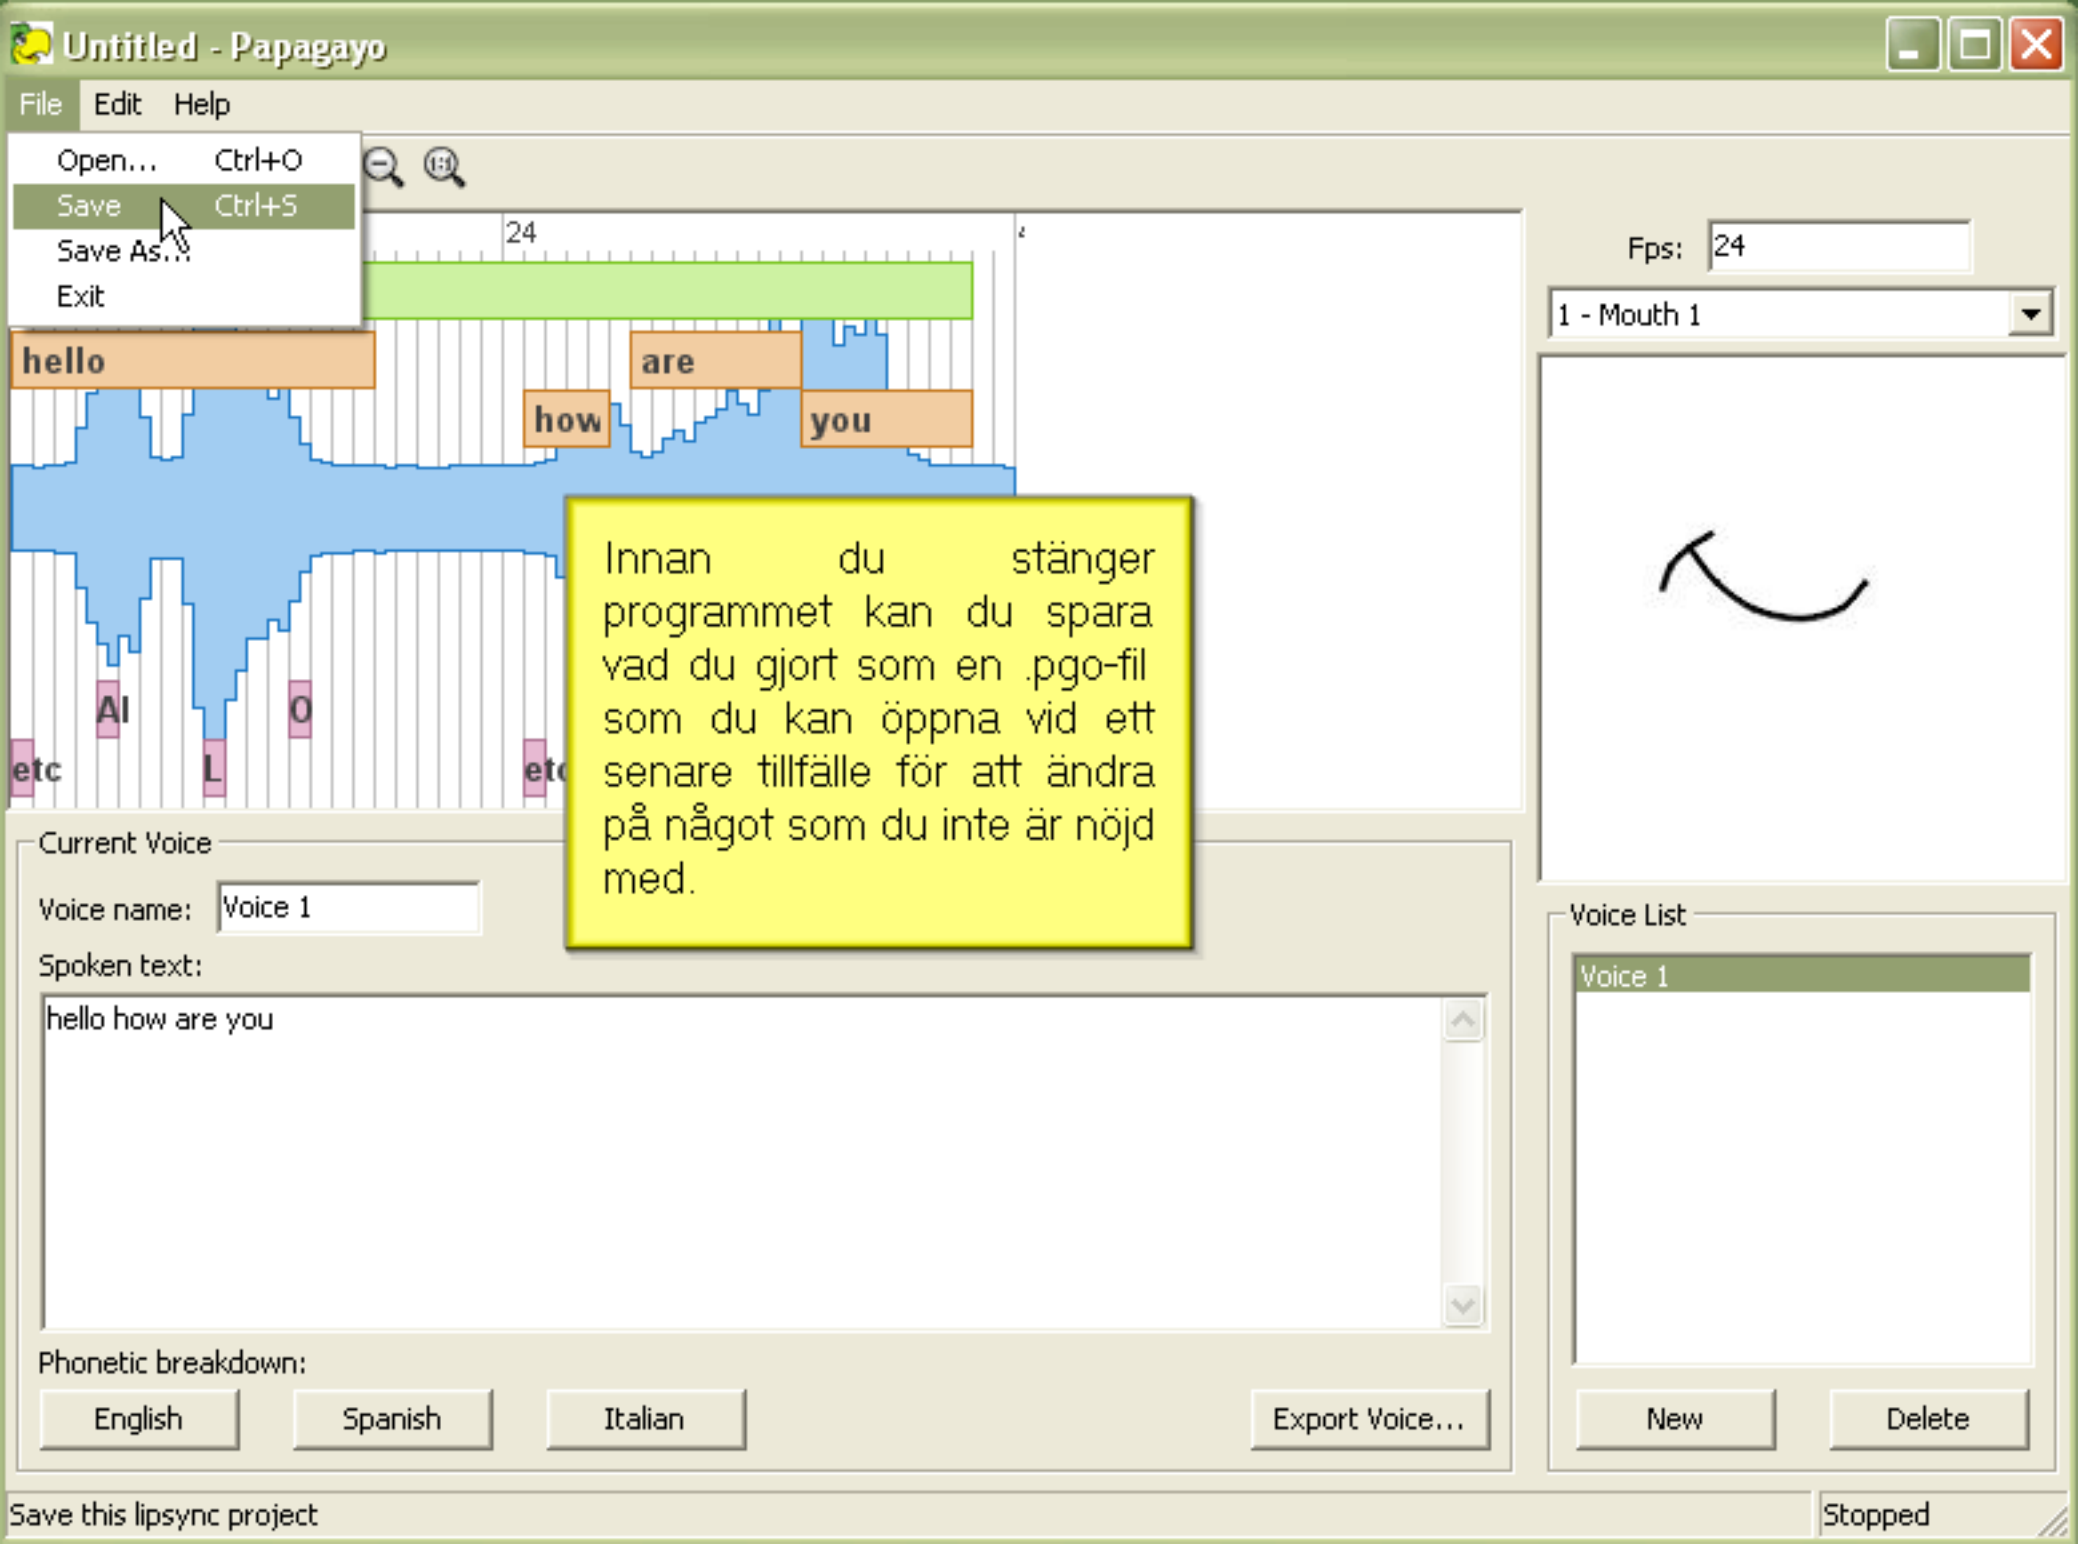 Untitled - Papagayo
File Edit Help
Open... Ctrl+O
Save Ctrl+S
Save As...
Exit
24
Fps: 24
1 - Mouth 1
hello
are
how
you
AI
O
etc
L
etc
Innan du stänger
programmet kan du spara
vad du gjort som en .pgo-fil
som du kan öppna vid ett
senare tillfälle för att ändra
på något som du inte är nöjd
med.
Current Voice
Voice name: Voice 1
Spoken text:
hello how are you
Phonetic breakdown:
English Spanish Italian Export Voice...
Voice List
Voice 1
New Delete
Save this lipsync project
Stopped